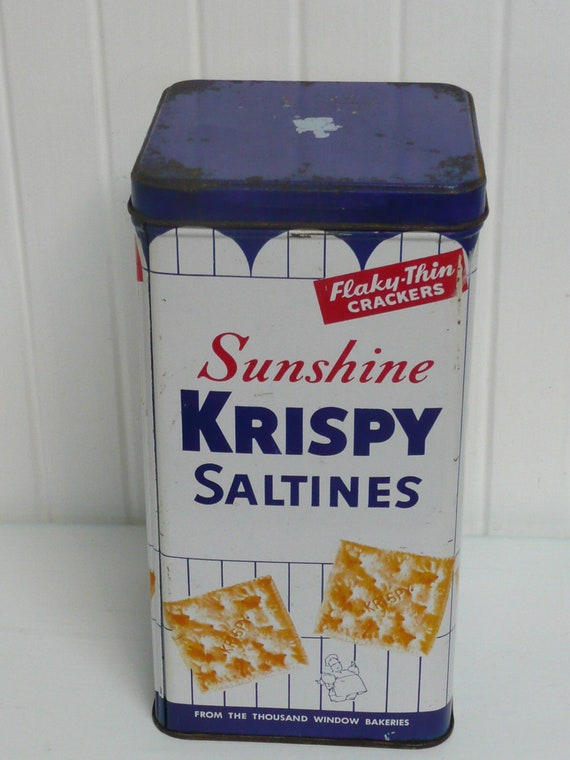 Flaky-Thin
CRACKERS
Sunshine
KRISPY
SALTINES
KRISPY
KRISPY
FROM THE THOUSAND WINDOW BAKERIES